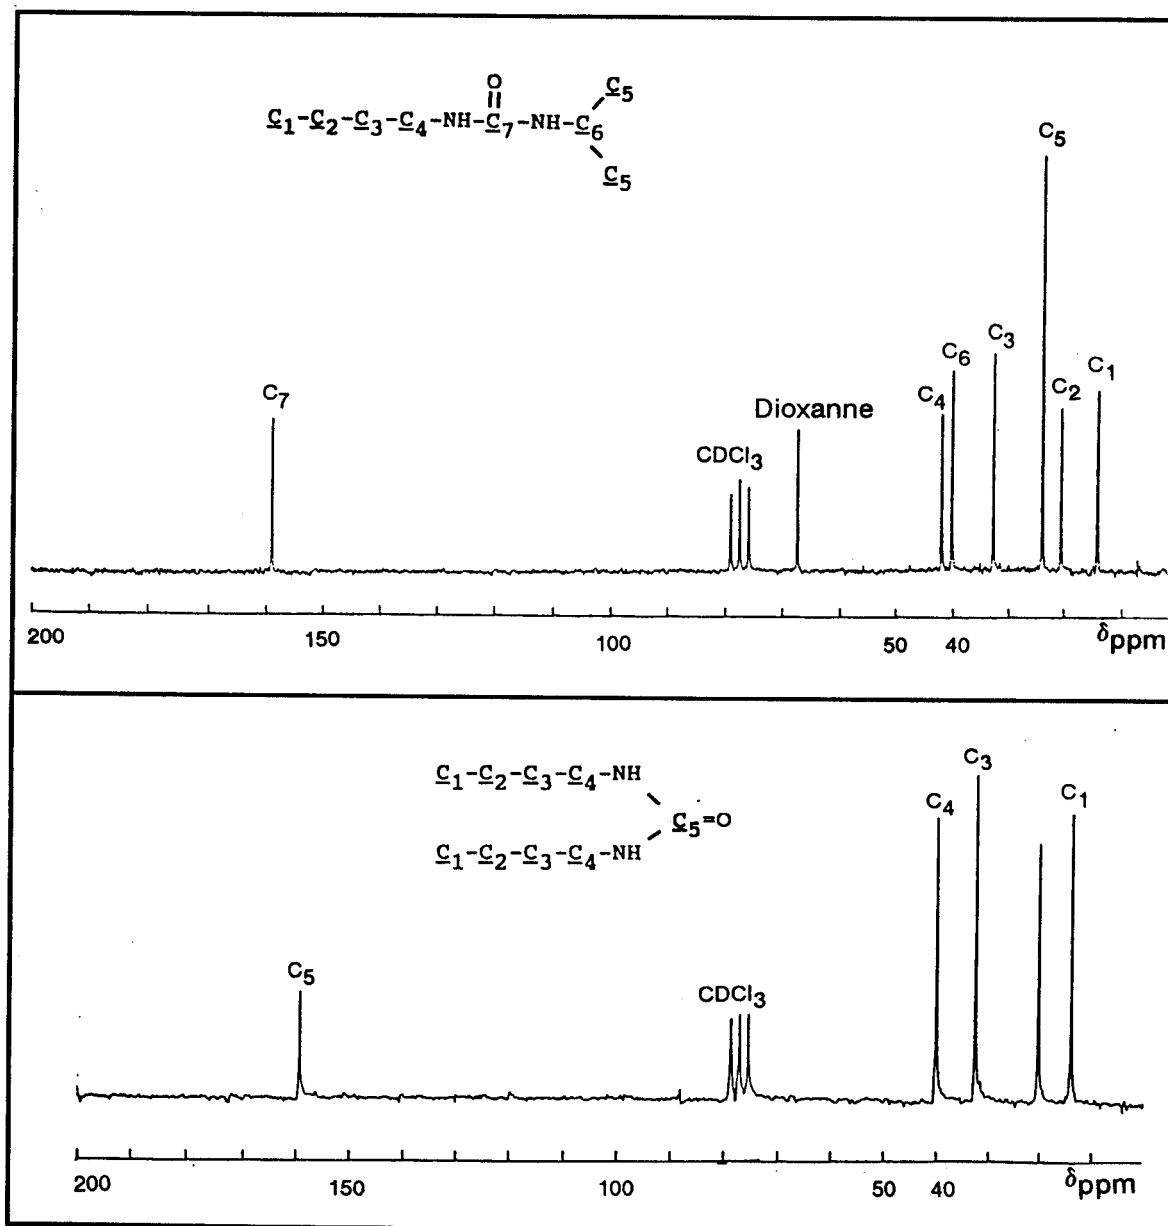 O
C5
C1-C2-C3-C4-NH-C7-NH-C6
C5
C5
C7
C6
C3
C4
C2
C1
Dioxanne
CDCl3
200 150 100 50 40 δppm
C1-C2-C3-C4-NH
C5=O
C1-C2-C3-C4-NH
C3
C4
C1
C5
CDCl3
200 150 100 50 40 δppm